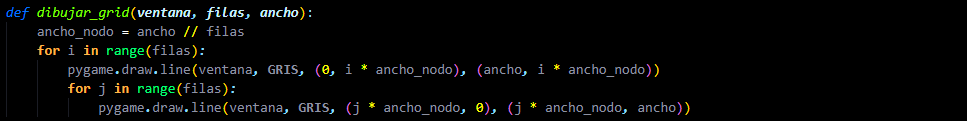 def dibujar_grid(ventana, filas, ancho):
    ancho_nodo = ancho // filas
    for i in range(filas):
        pygame.draw.line(ventana, GRIS, (0, i * ancho_nodo), (ancho, i * ancho_nodo))
        for j in range(filas):
            pygame.draw.line(ventana, GRIS, (j * ancho_nodo, 0), (j * ancho_nodo, ancho))